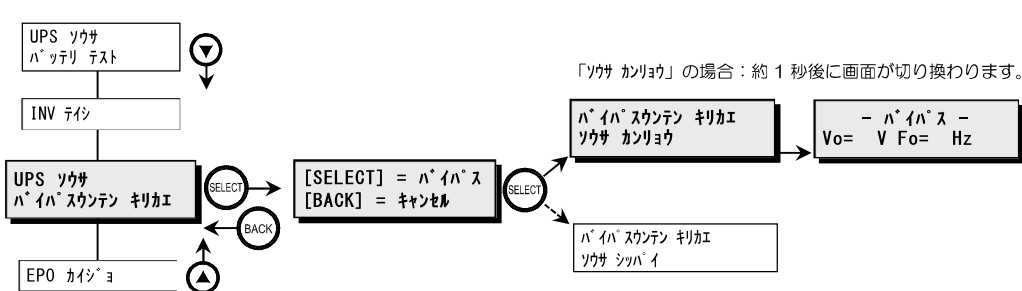 UPS ソウサ
バッテリ テスト
INV テイシ
UPS ソウサ
バイパスウンテン キリカエ
EPO カイジョ
SELECT
BACK
[SELECT] = バイパス
[BACK] = キャンセル
SELECT
「ソウサ カンリョウ」の場合:約 1 秒後に画面が切り換わります。
バイパスウンテン キリカエ
ソウサ カンリョウ
− バイパス −
Vo= V Fo= Hz
バイパスウンテン キリカエ
ソウサ シッパイ